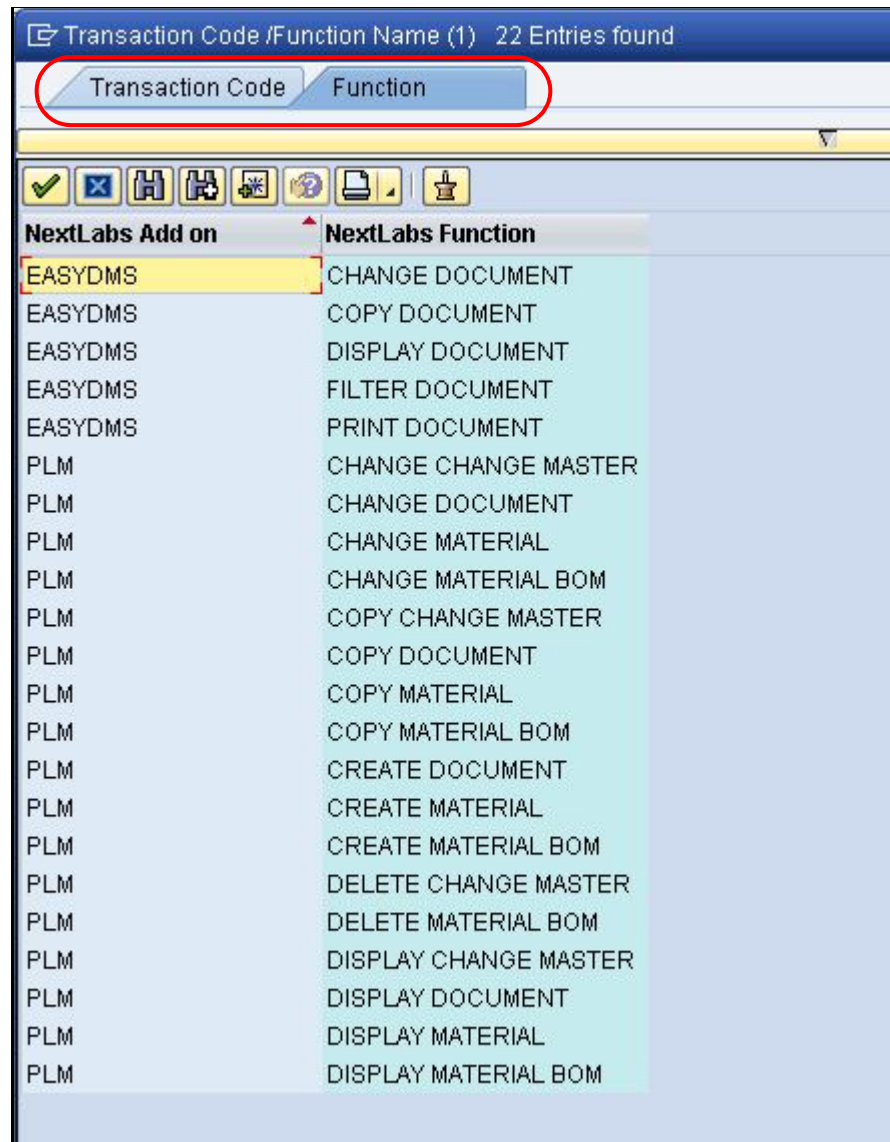 Transaction Code /Function Name (1) 22 Entries found
Transaction Code Function
NextLabs Add on NextLabs Function
EASYDMS CHANGE DOCUMENT
EASYDMS COPY DOCUMENT
EASYDMS DISPLAY DOCUMENT
EASYDMS FILTER DOCUMENT
EASYDMS PRINT DOCUMENT
PLM CHANGE CHANGE MASTER
PLM CHANGE DOCUMENT
PLM CHANGE MATERIAL
PLM CHANGE MATERIAL BOM
PLM COPY CHANGE MASTER
PLM COPY DOCUMENT
PLM COPY MATERIAL
PLM COPY MATERIAL BOM
PLM CREATE DOCUMENT
PLM CREATE MATERIAL
PLM CREATE MATERIAL BOM
PLM DELETE CHANGE MASTER
PLM DELETE MATERIAL BOM
PLM DISPLAY CHANGE MASTER
PLM DISPLAY DOCUMENT
PLM DISPLAY MATERIAL
PLM DISPLAY MATERIAL BOM